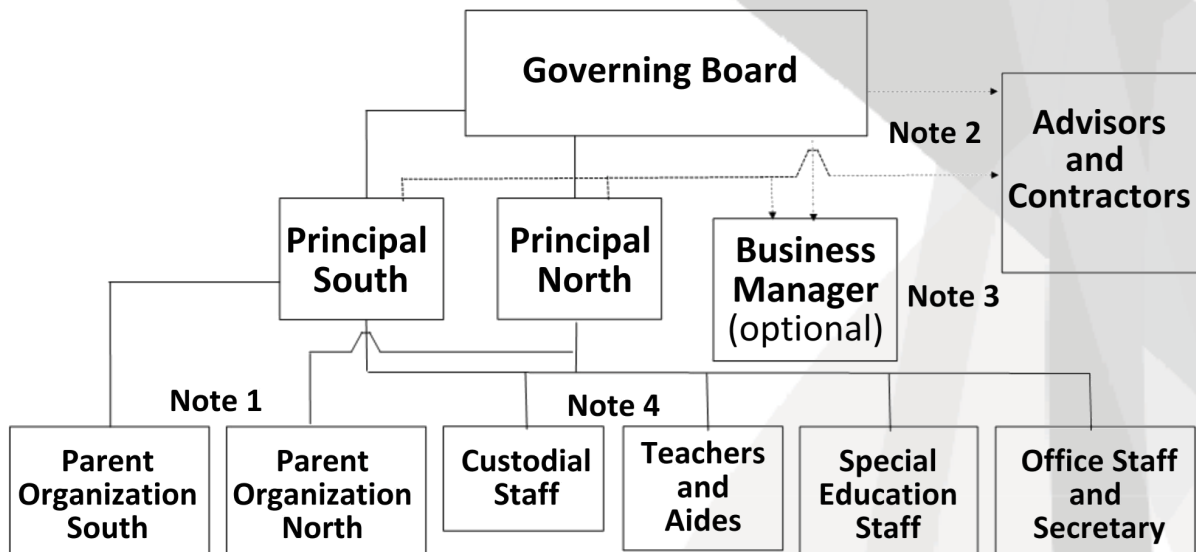 Governing Board
Note 2
Advisors
and
Contractors
Principal
South
Principal
North
Business
Manager
(optional)
Note 3
Note 1
Note 4
Parent
Organization
South
Parent
Organization
North
Custodial
Staff
Teachers
and
Aides
Special
Education
Staff
Office Staff
and
Secretary